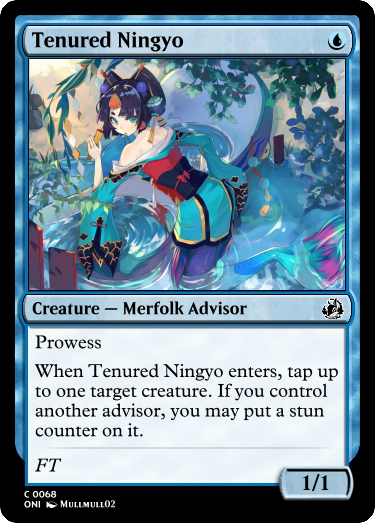 Tenured Ningyo
Creature — Merfolk Advisor
Prowess
When Tenured Ningyo enters, tap up
to one target creature. If you control
another advisor, you may put a stun
counter on it.
FT
1/1
C 0068
ONI Mullmull02